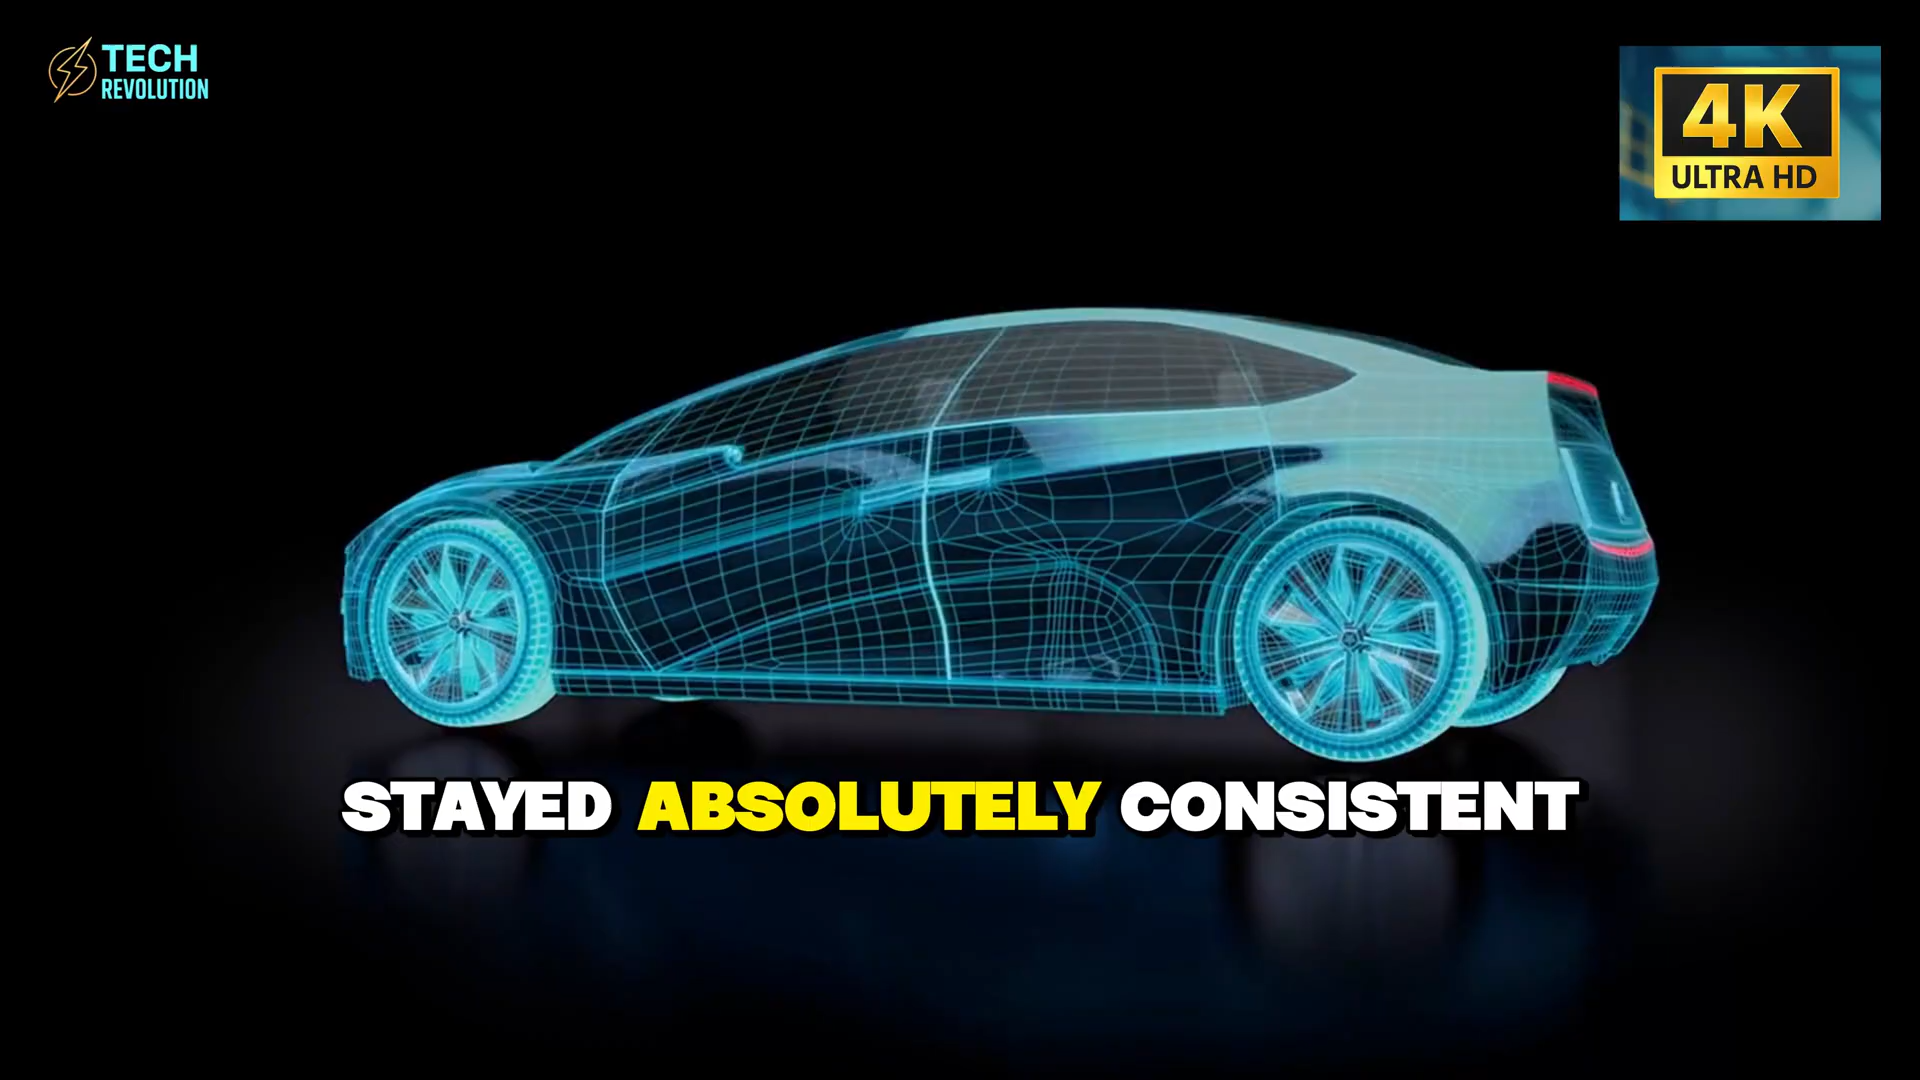 TECH
REVOLUTION
4K
ULTRA HD
STAYED ABSOLUTELY CONSISTENT